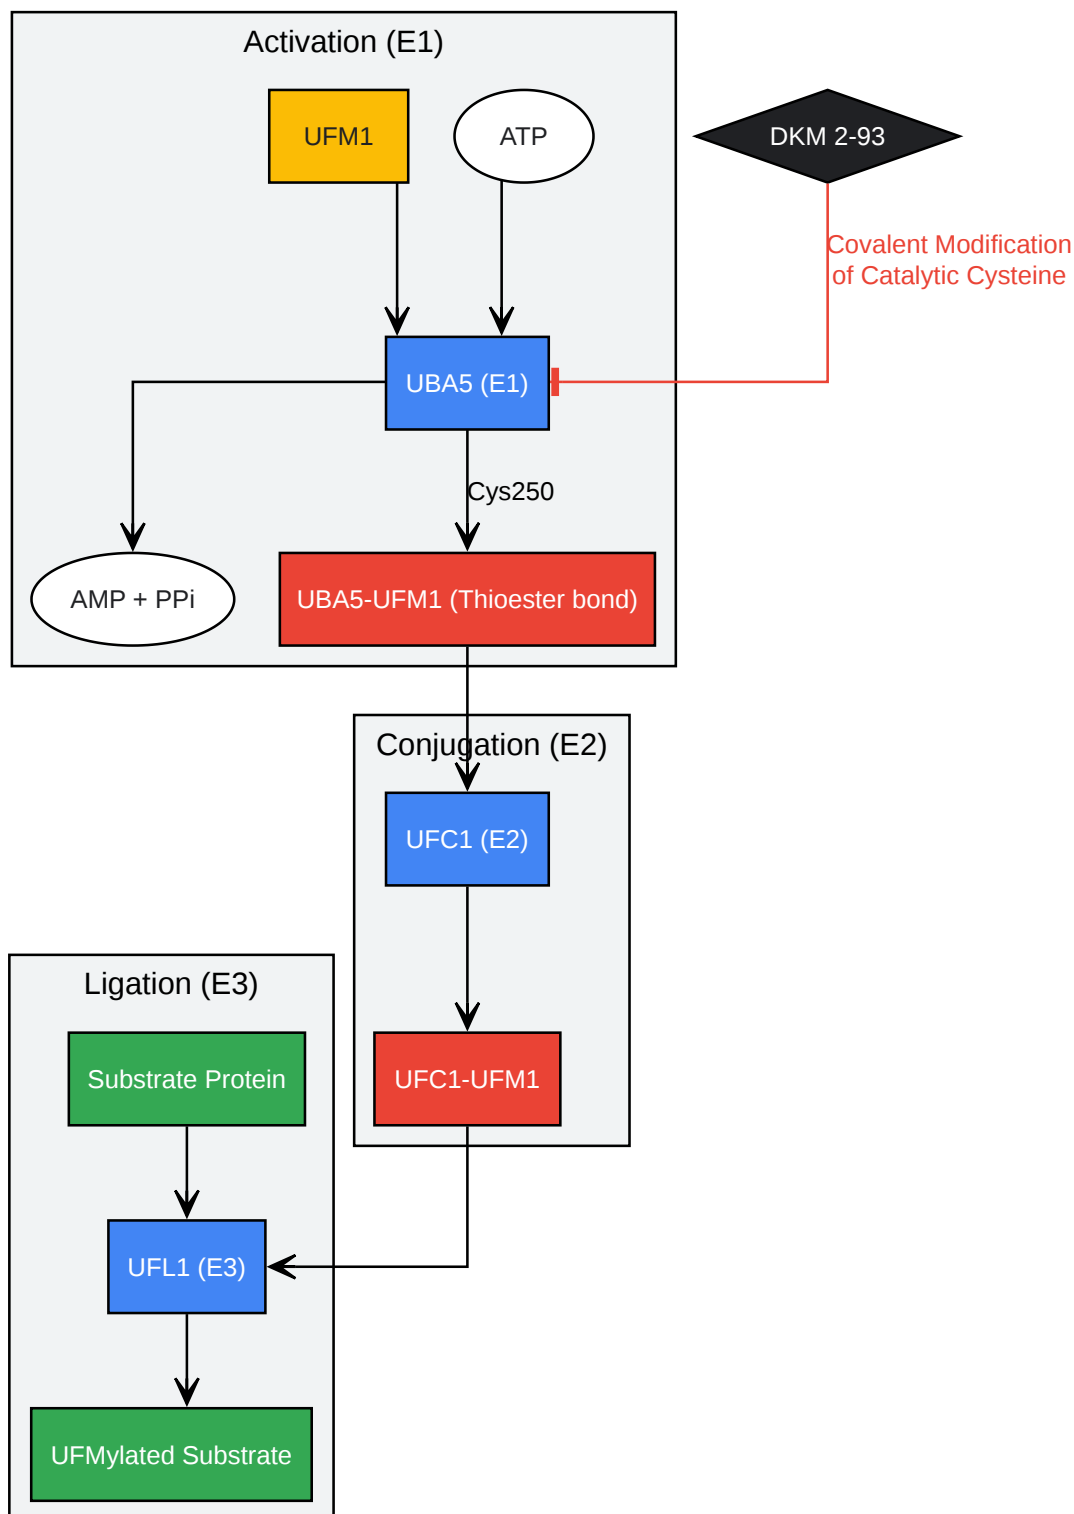 Activation (E1)
UFM1
ATP
DKM 2-93
Covalent Modification
of Catalytic Cysteine
UBA5 (E1)
Cys250
AMP + PPi
UBA5-UFM1 (Thioester bond)
Conjugation (E2)
UFC1 (E2)
Ligation (E3)
Substrate Protein
UFC1-UFM1
UFL1 (E3)
UFMylated Substrate